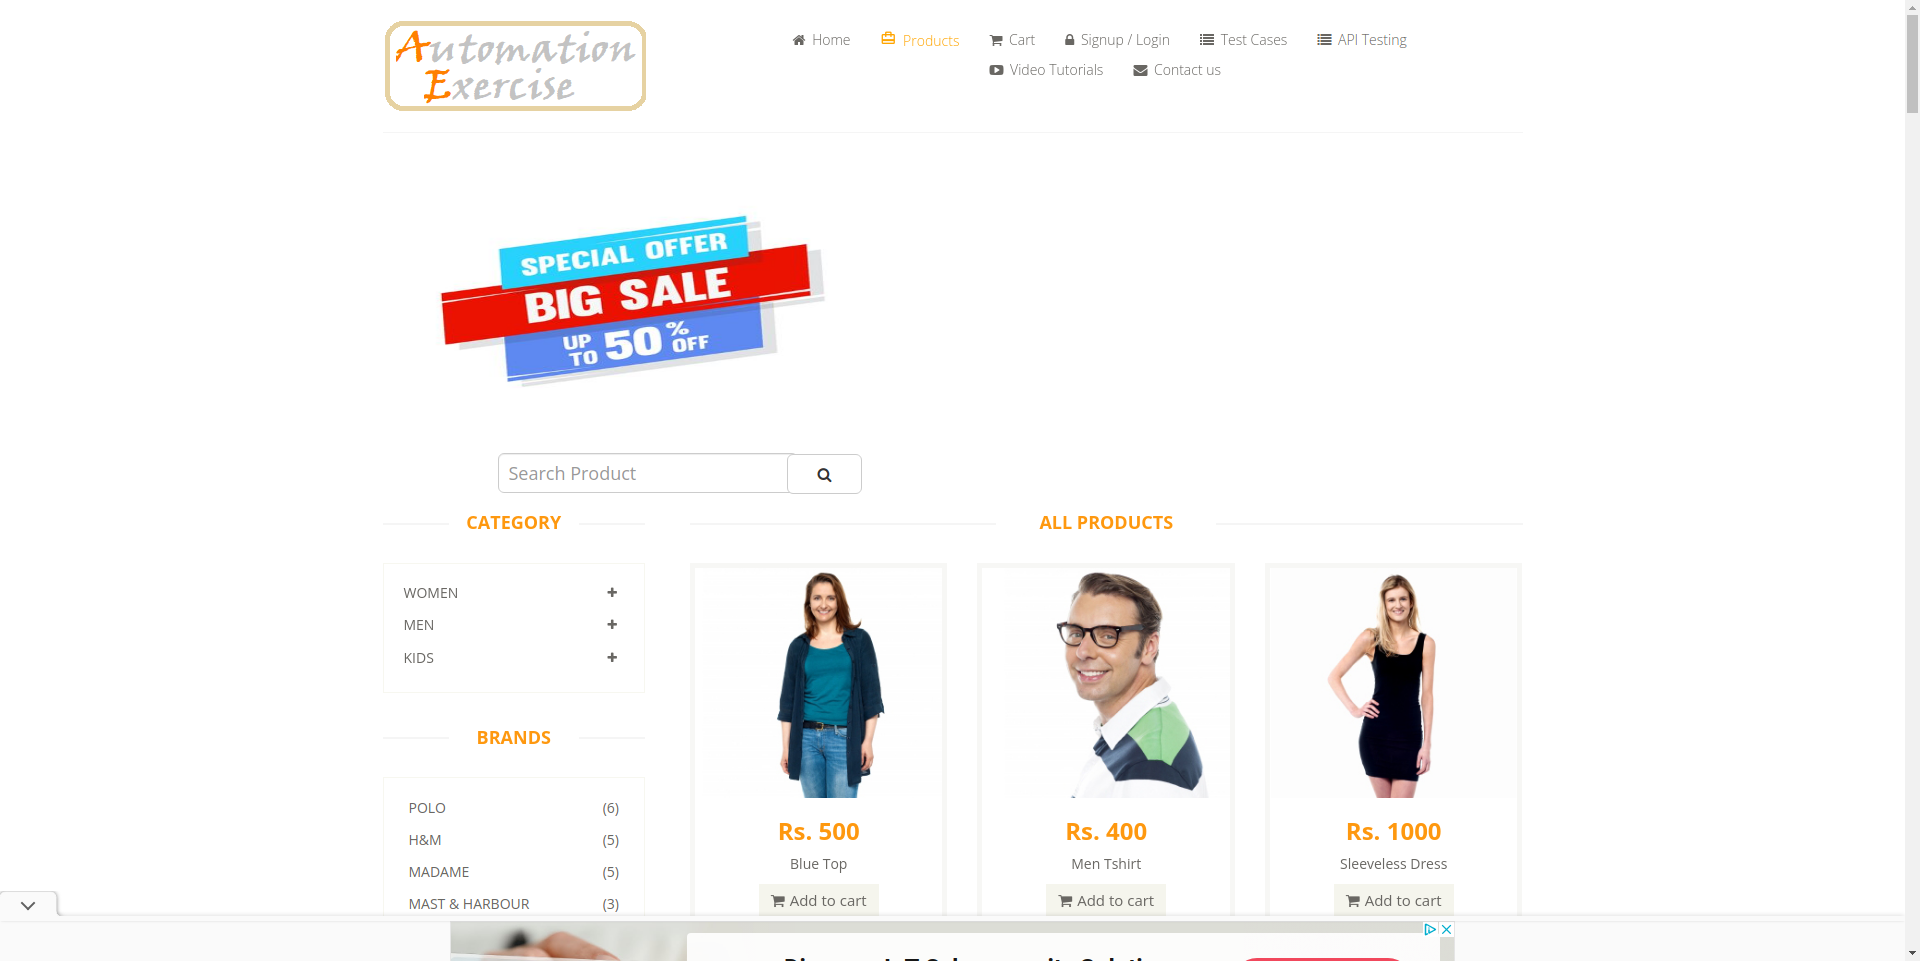 Automation
Exercise
Home
Products
Cart
Signup / Login
Test Cases
API Testing
Video Tutorials
Contact us
SPECIAL OFFER
BIG SALE
UP TO 50% OFF
Search Product
CATEGORY
WOMEN
MEN
KIDS
BRANDS
POLO (6)
H&M (5)
MADAME (5)
MAST & HARBOUR (3)
ALL PRODUCTS
Rs. 500
Blue Top
Add to cart
Rs. 400
Men Tshirt
Add to cart
Rs. 1000
Sleeveless Dress
Add to cart